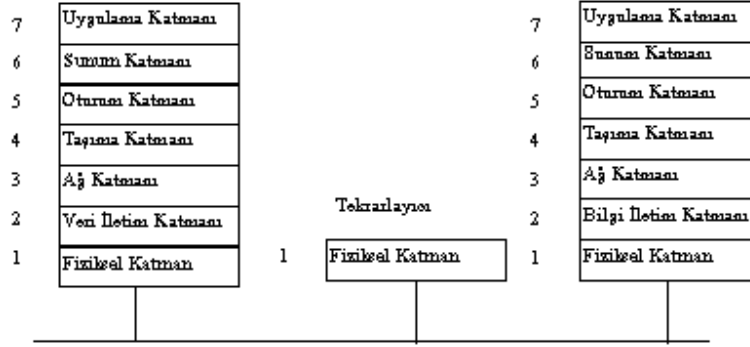 7 Uygulama Katmanı
6 Sunum Katmanı
5 Oturum Katmanı
4 Taşıma Katmanı
3 Ağ Katmanı
2 Veri İletim Katmanı
1 Fiziksel Katman
Tekrarlayıcı
1 Fiziksel Katman
7 Uygulama Katmanı
6 Sunum Katmanı
5 Oturum Katmanı
4 Taşıma Katmanı
3 Ağ Katmanı
2 Bilgi İletim Katmanı
1 Fiziksel Katman